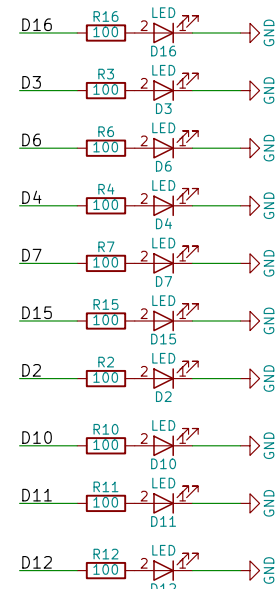 R16 LED
D16 100 2 1 GND
D16
R3 LED
D3 100 2 1 GND
D3
R6 LED
D6 100 2 1 GND
D6
R4 LED
D4 100 2 1 GND
D4
R7 LED
D7 100 2 1 GND
D7
R15 LED
D15 100 2 1 GND
D15
R2 LED
D2 100 2 1 GND
D2
R10 LED
D10 100 2 1 GND
D10
R11 LED
D11 100 2 1 GND
D11
R12 LED
D12 100 2 1 GND
D12